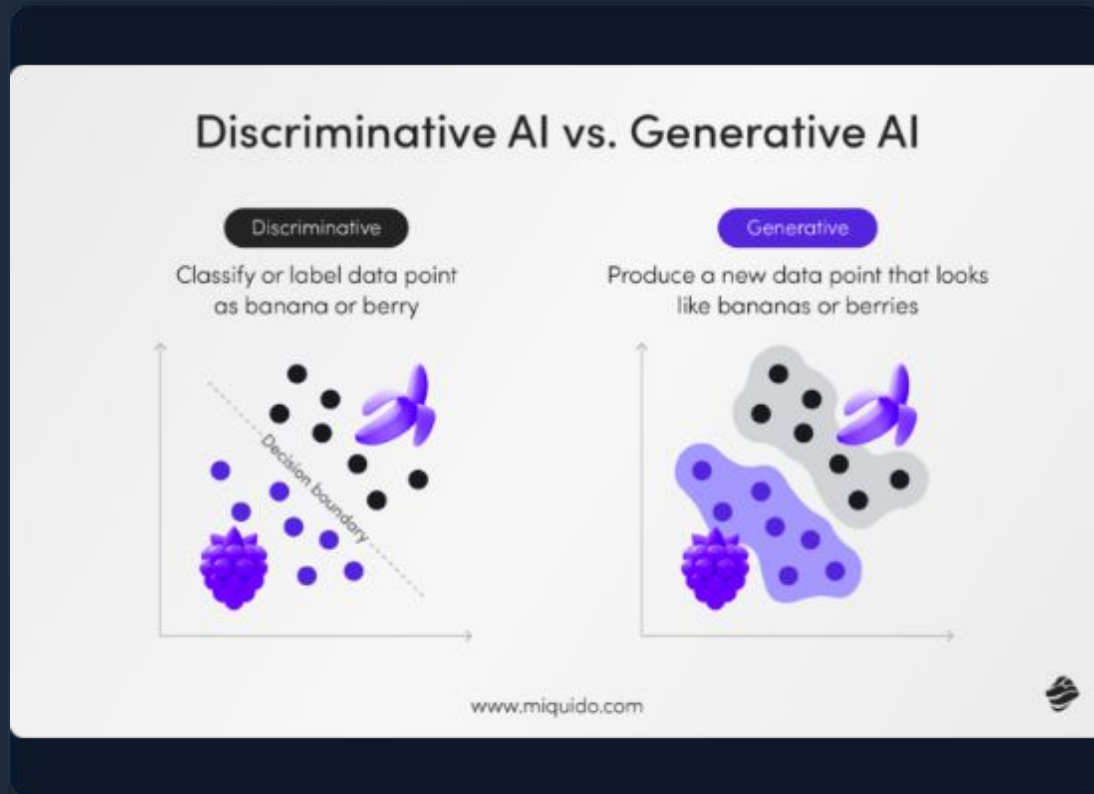 Discriminative AI vs. Generative AI
Discriminative
Classify or label data point
as banana or berry
Decision boundary
Generative
Produce a new data point that looks
like bananas or berries
www.miquido.com